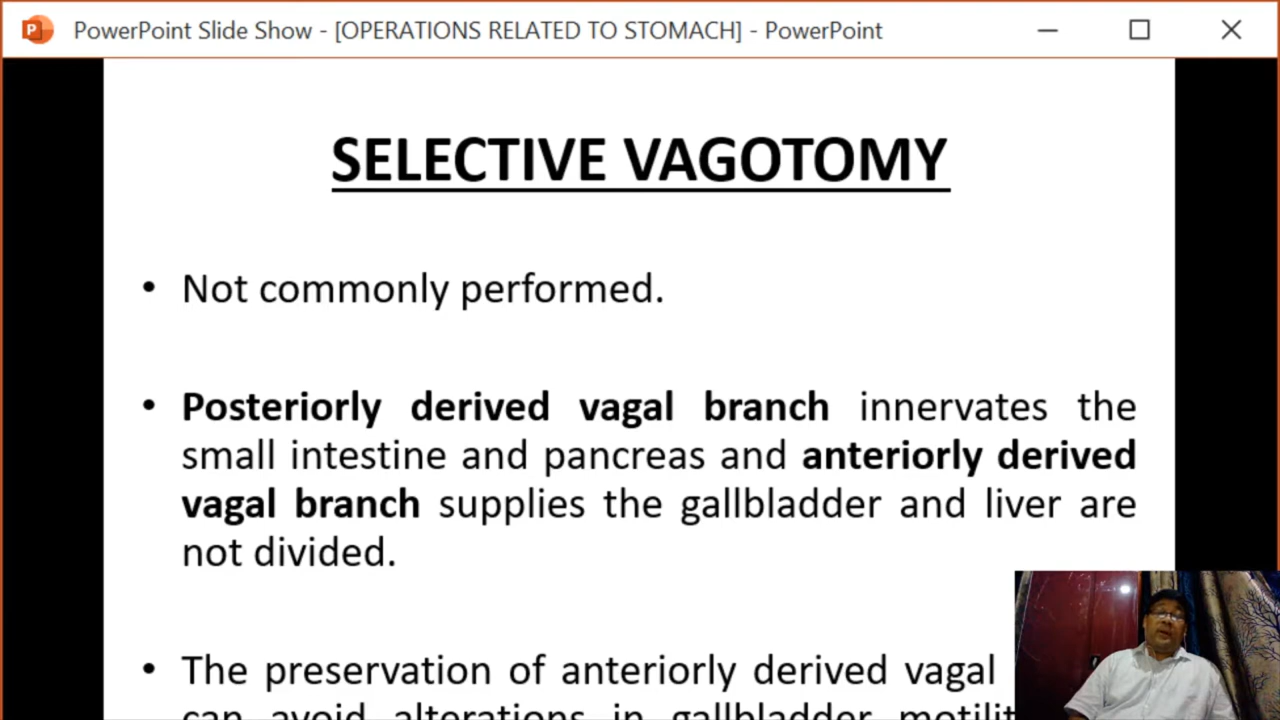 PowerPoint Slide Show - [OPERATIONS RELATED TO STOMACH] - PowerPoint
SELECTIVE VAGOTOMY
• Not commonly performed.
• Posteriorly derived vagal branch innervates the
small intestine and pancreas and anteriorly derived
vagal branch supplies the gallbladder and liver are
not divided.
• The preservation of anteriorly derived vagal
can avoid alterations in gallbladder